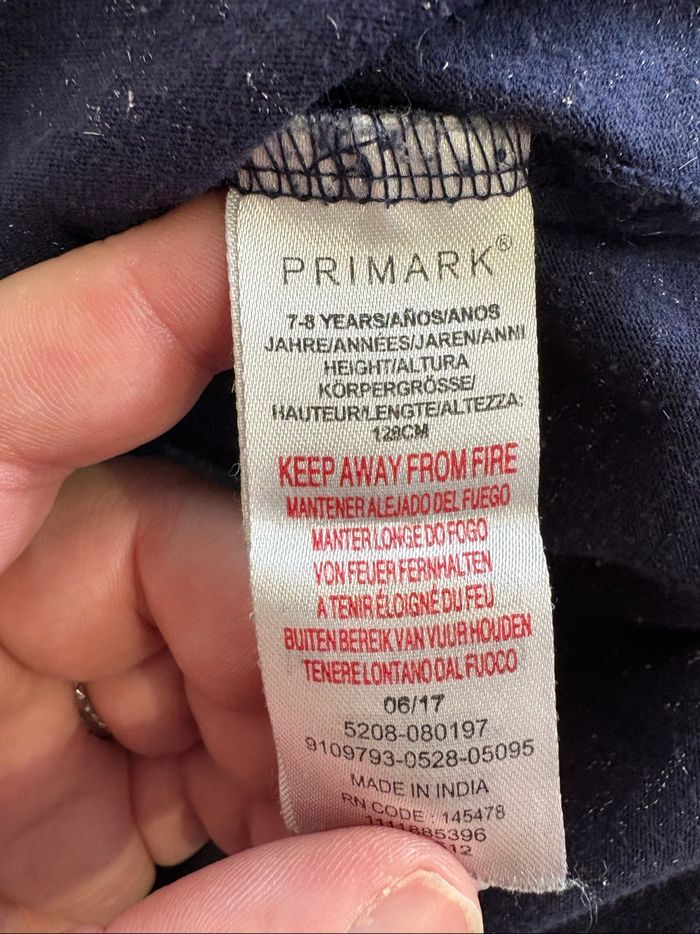 PRIMARK®
7-8 YEARS/AÑOS/ANOS
JAHRE/ANNEES/JAREN/ANNI
HEIGHT/ALTURA
KÖRPERGRÖSSE/
HAUTEUR/LENGTE/ALTEZZA:
128CM
KEEP AWAY FROM FIRE
MANTENER ALEJADO DEL FUEGO
MANTER LONGE DO FOGO
VON FEUER FERNHALTEN
A TENIR ÉLOIGNÉ DU FEU
BUITEN BEREIK VAN VUUR HOUDEN
TENERE LONTANO DAL FUOCO
06/17
5208-080197
9109793-0528-05095
MADE IN INDIA
RN CODE : 145478